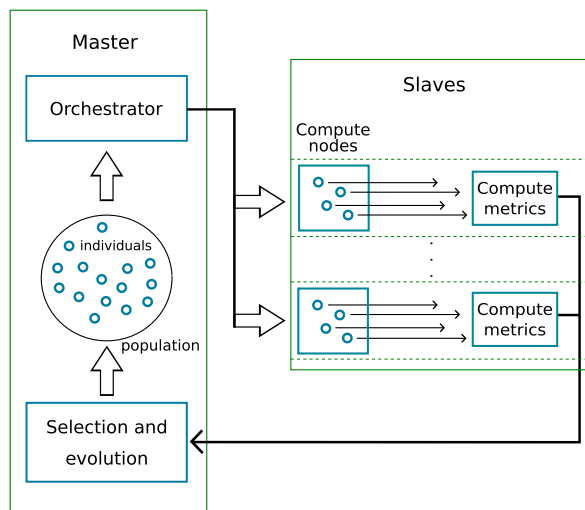 Master
Orchestrator
individuals
population
Selection and
evolution
Slaves
Compute
nodes
Compute
metrics
Compute
metrics